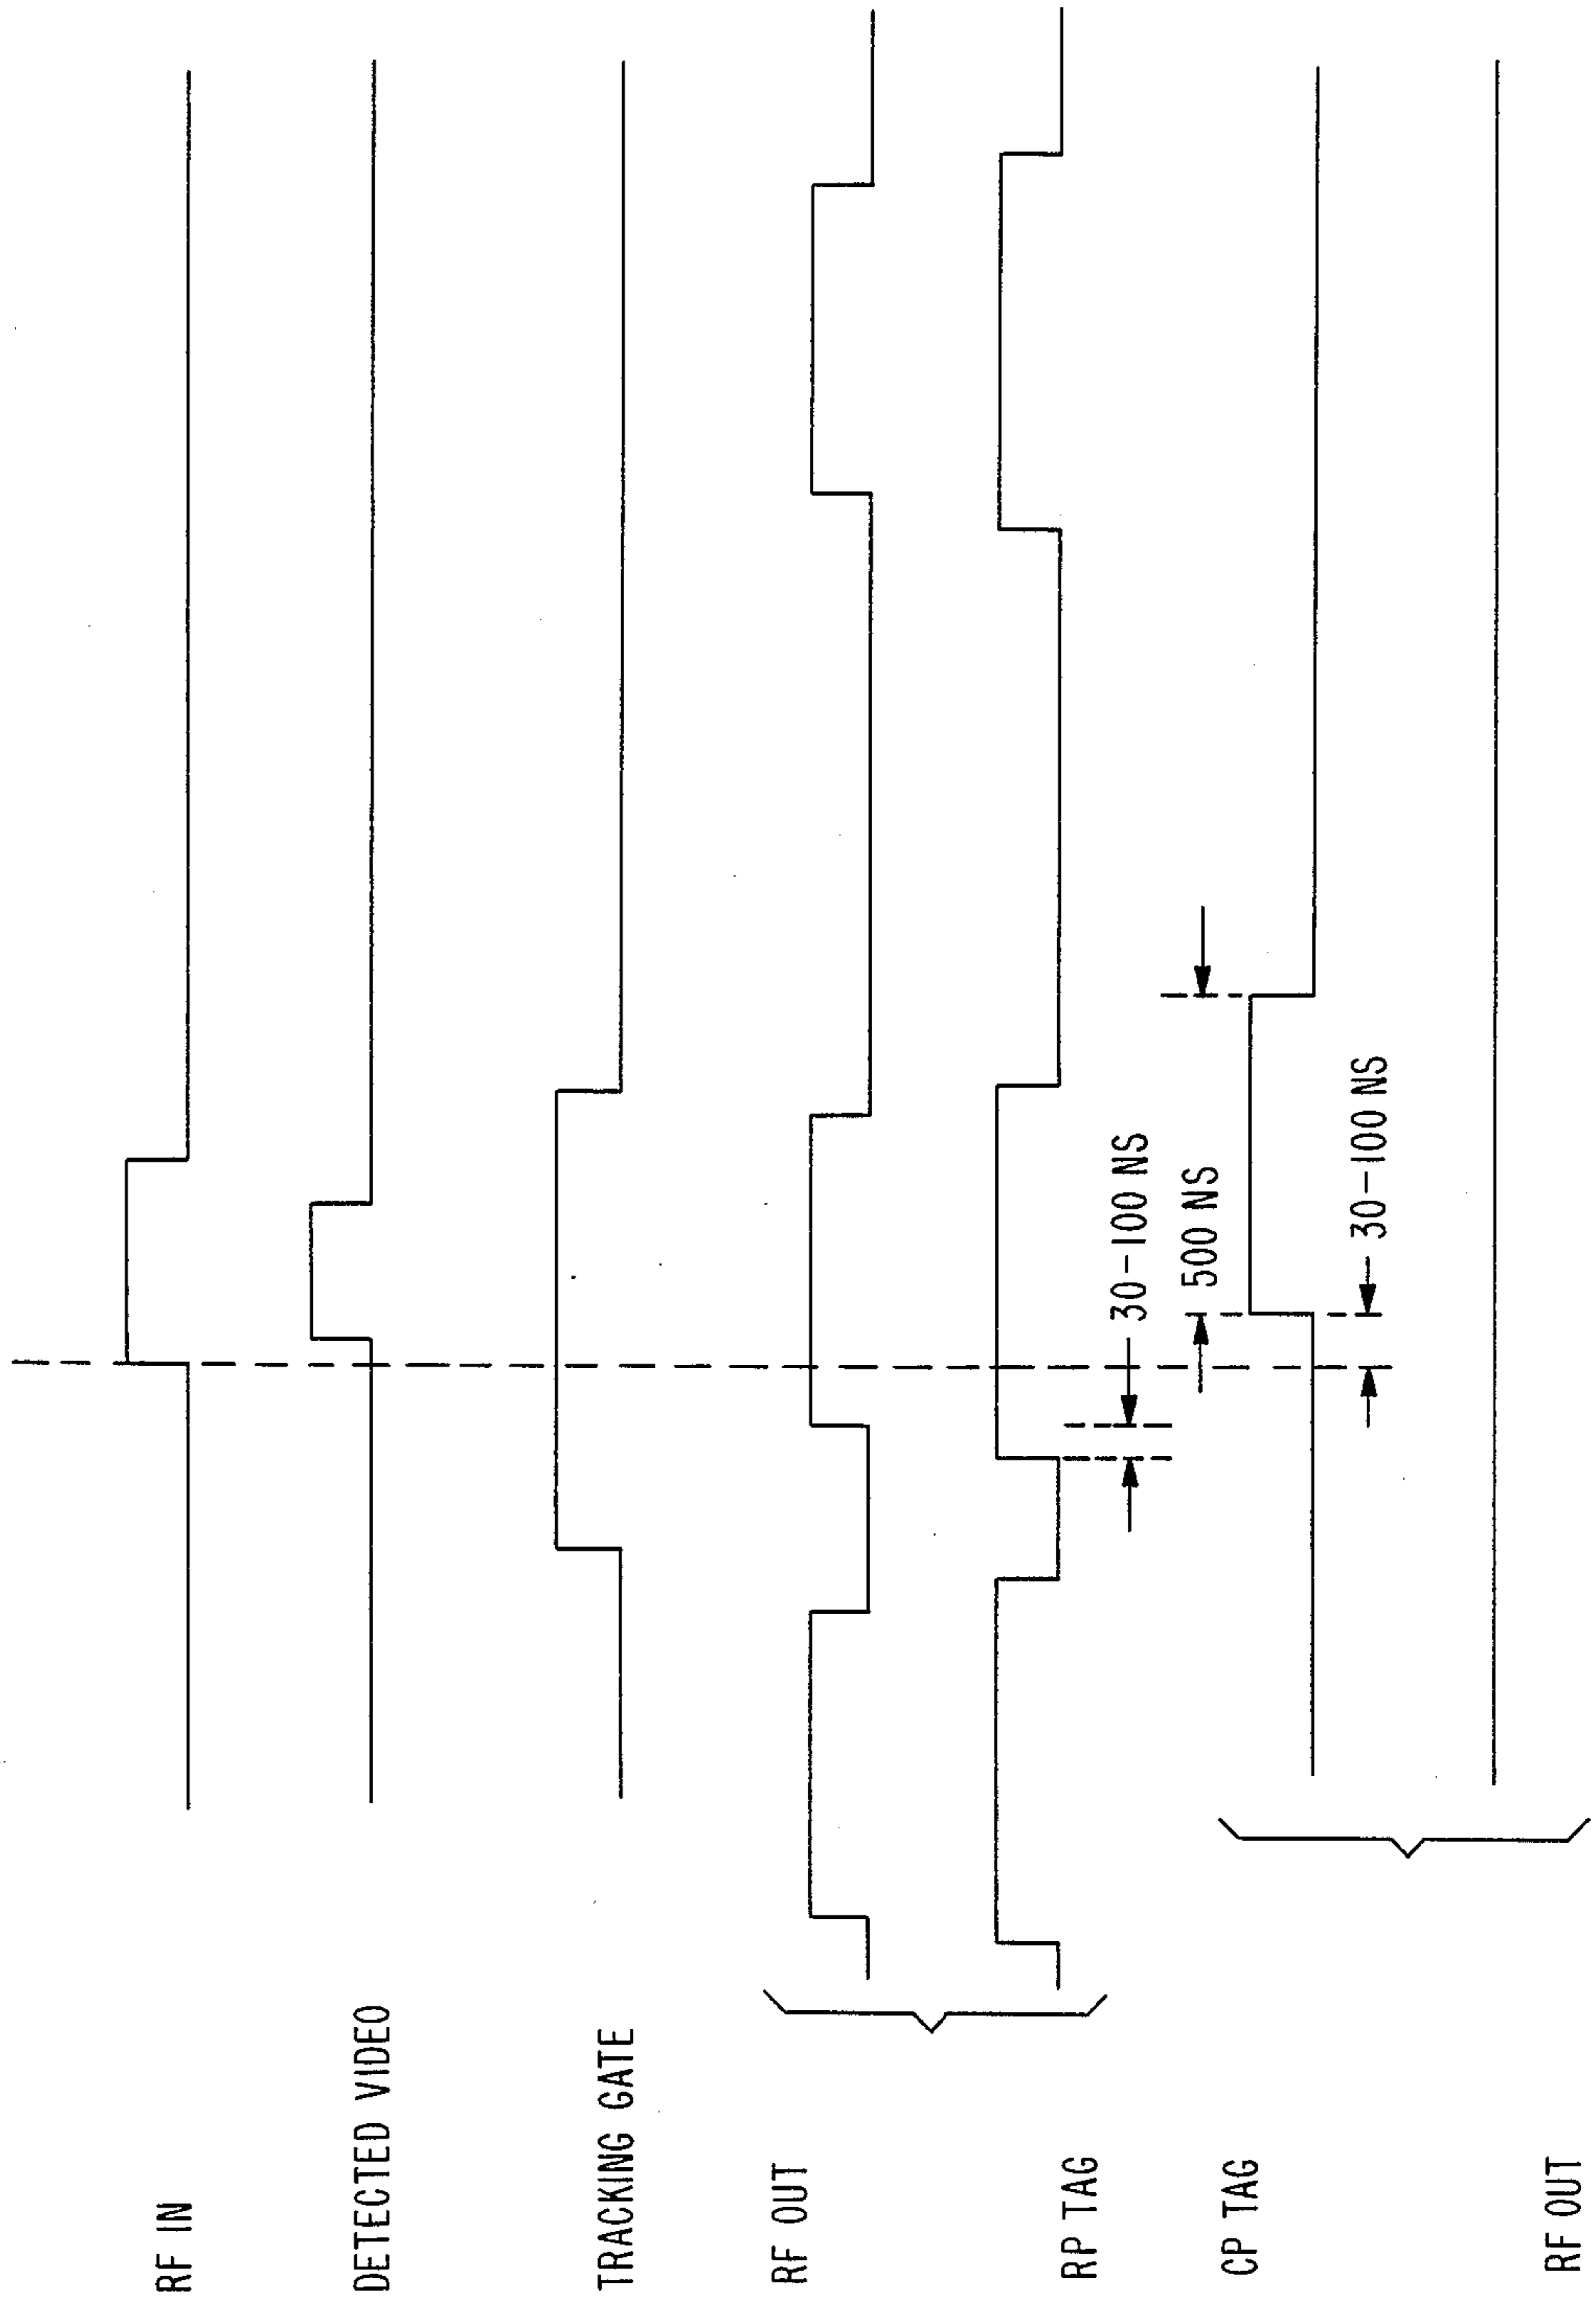 RF IN
DETECTED VIDEO
TRACKING GATE
RF OUT
RP TAG
30-100 NS
500 NS
CP TAG
30-100 NS
RF OUT